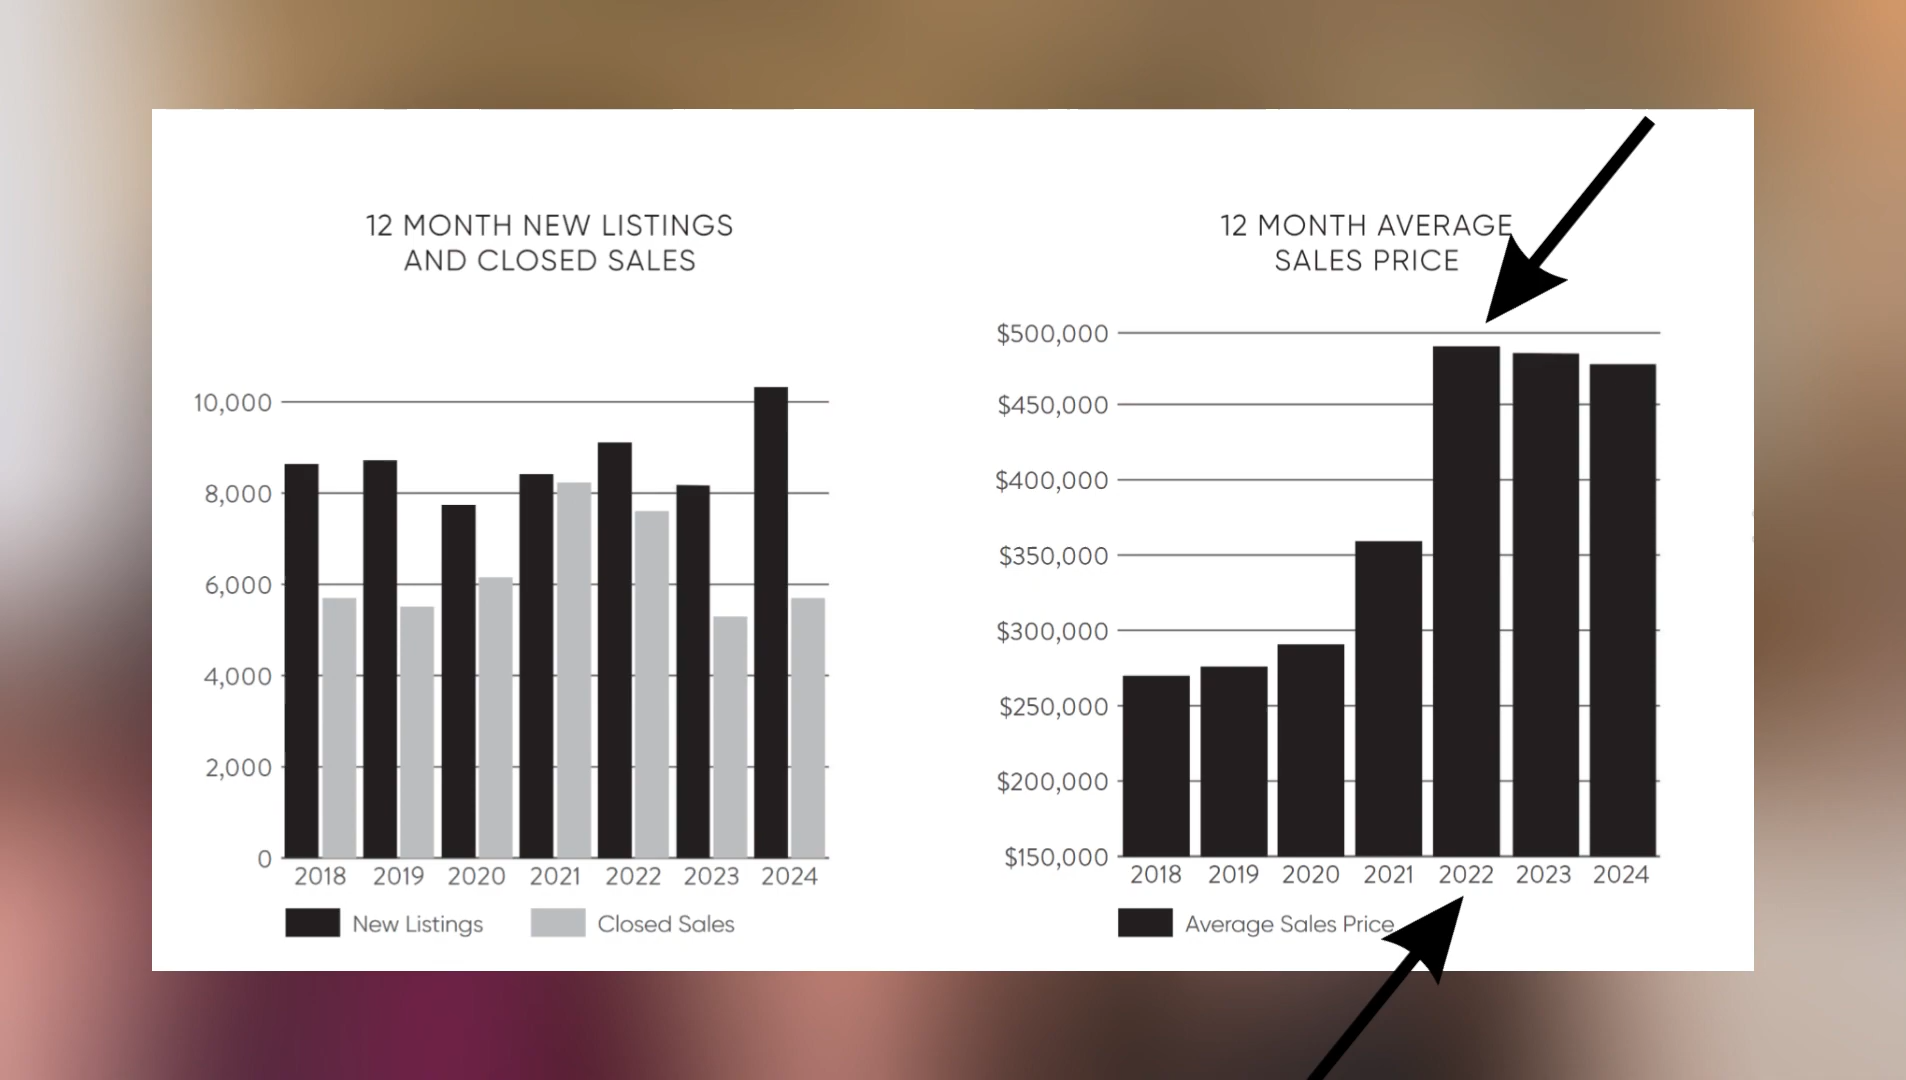 12 MONTH NEW LISTINGS
AND CLOSED SALES
10,000
8,000
6,000
4,000
2,000
0
2018 2019 2020 2021 2022 2023 2024
New Listings Closed Sales
12 MONTH AVERAGE
SALES PRICE
$500,000
$450,000
$400,000
$350,000
$300,000
$250,000
$200,000
$150,000
2018 2019 2020 2021 2022 2023 2024
Average Sales Price